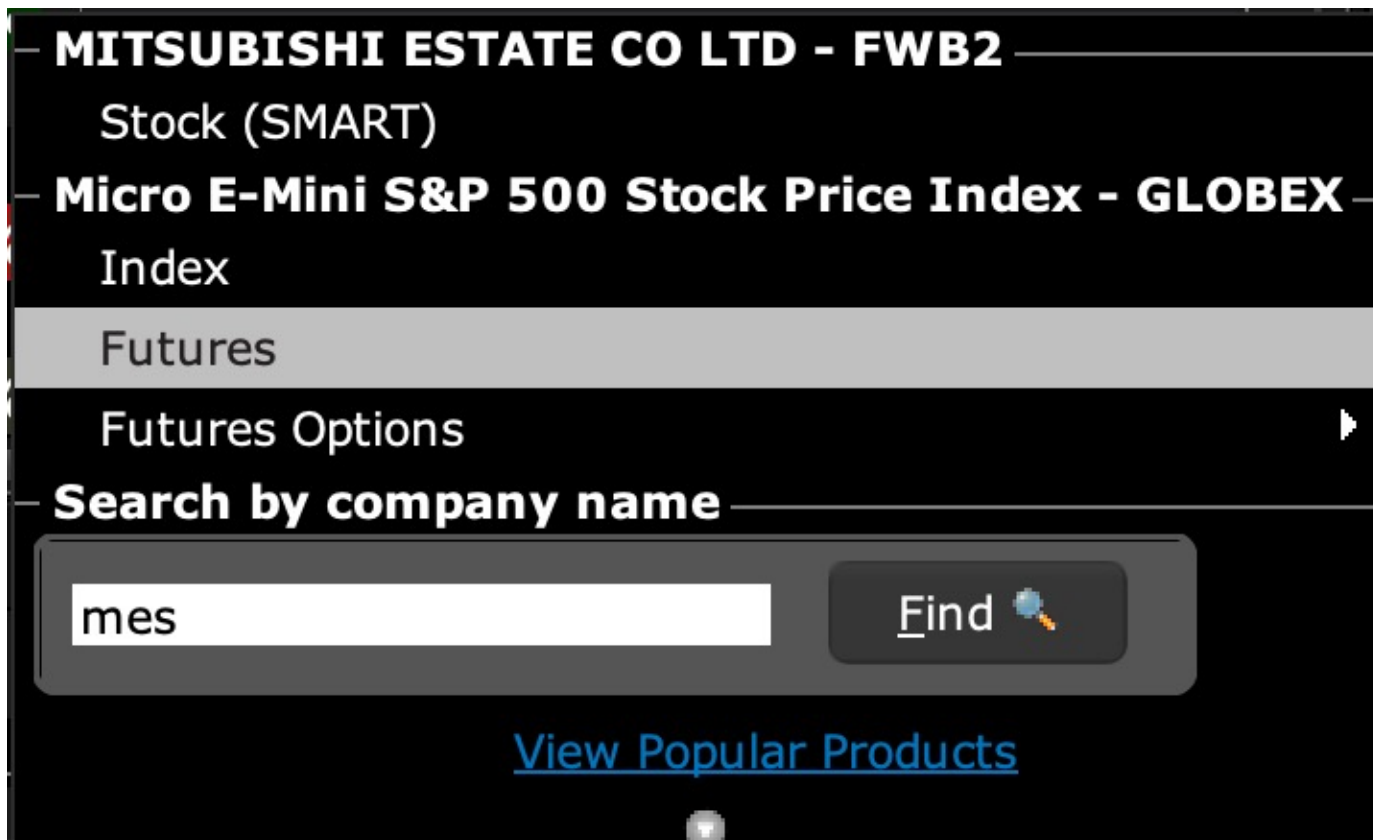 MITSUBISHI ESTATE CO LTD - FWB2
Stock (SMART)
Micro E-Mini S&P 500 Stock Price Index - GLOBEX
Index
Futures
Futures Options
Search by company name
mes
Find
View Popular Products